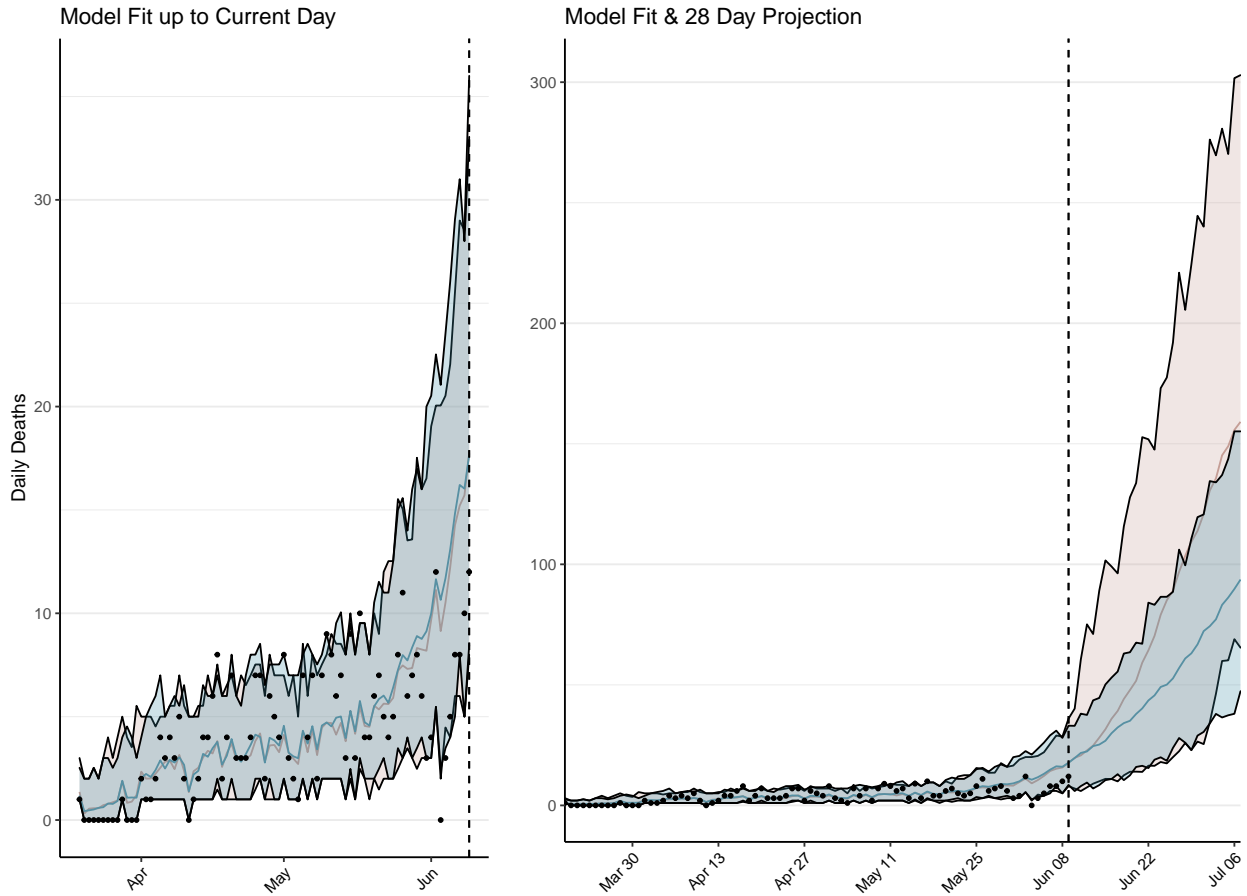 Model Fit up to Current Day
Daily Deaths
30
20
10
0
Apr
May
Jun
Model Fit & 28 Day Projection
300
200
100
0
Mar 30
Apr 13
Apr 27
May 11
May 25
Jun 08
Jun 22
Jul 06